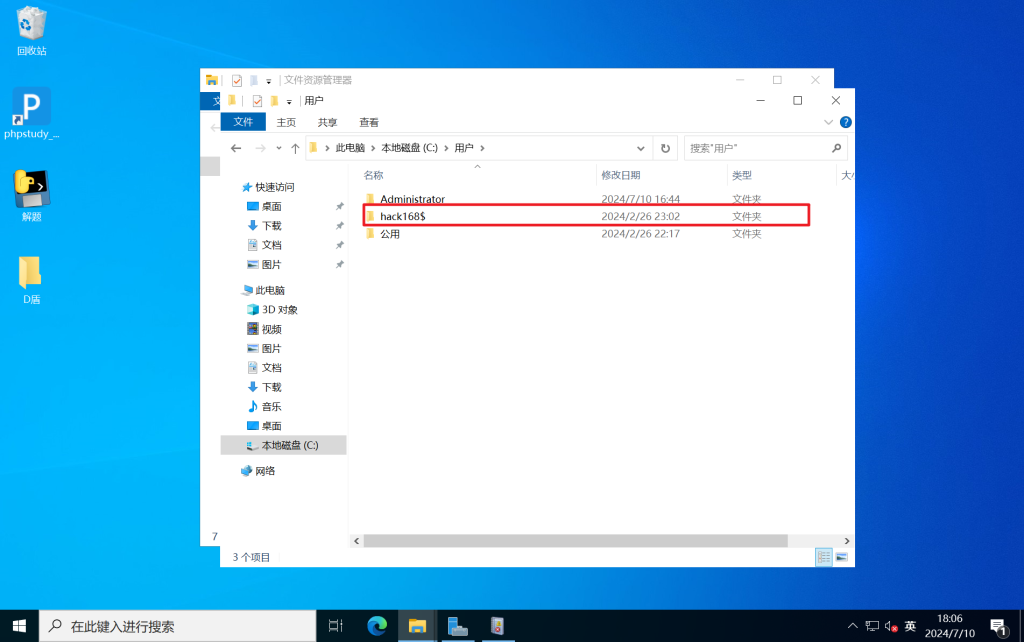 回收站
phpstudy_...
解题
D盾
文件资源管理器
文
用户
文件
主页
共享
查看
此电脑
本地磁盘 (C:)
用户
搜索"用户"
名称
修改日期
类型
大小
Administrator
2024/7/10 16:44
文件夹
hack168$
2024/2/26 23:02
文件夹
公用
2024/2/26 22:17
文件夹
快速访问
桌面
下载
文档
图片
此电脑
3D 对象
视频
图片
文档
下载
音乐
桌面
本地磁盘 (C:)
网络
7
3 个项目
在此键入进行搜索
英
18:06
2024/7/10
1